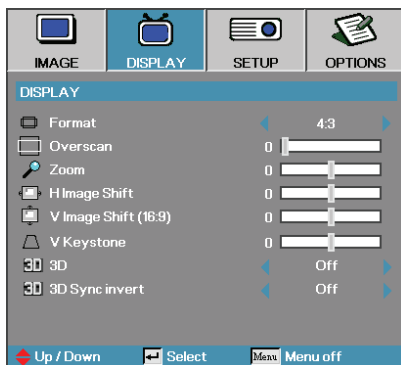 IMAGE DISPLAY SETUP OPTIONS
DISPLAY
Format 4:3
Overscan 0
Zoom 0
H Image Shift 0
V Image Shift (16:9) 0
V Keystone 0
3D 3D Off
3D 3D Sync invert Off
Up / Down Select Menu Menu off